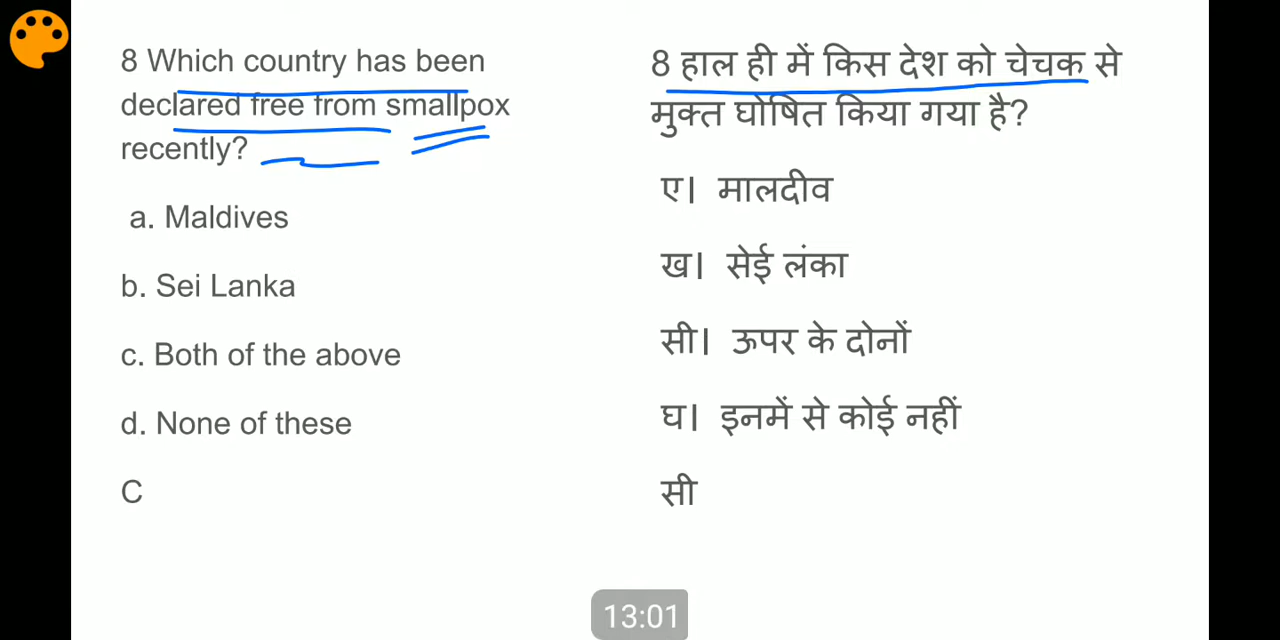 8 Which country has been
declared free from smallpox
recently?
a. Maldives
b. Sei Lanka
c. Both of the above
d. None of these
C
8 हाल ही में किस देश को चेचक से
मुक्त घोषित किया गया है?
ए। मालदीव
ख। सेई लंका
सी। ऊपर के दोनों
घ। इनमें से कोई नहीं
सी
13:01